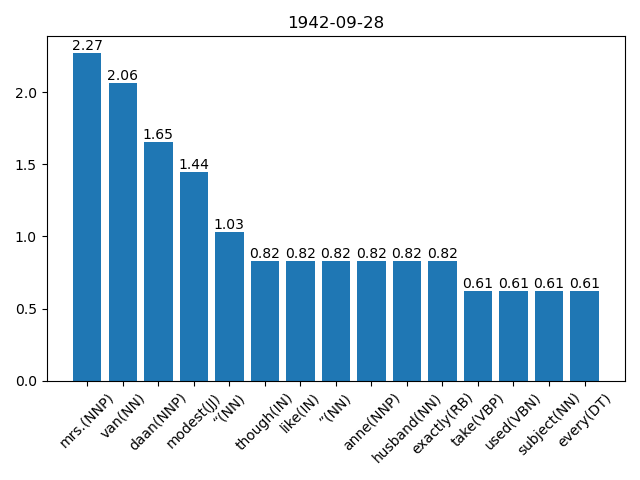 1942-09-28
2.27
2.06
1.65
1.44
1.03
0.82 0.82 0.82 0.82 0.82 0.82
0.61 0.61 0.61 0.61
2.0
1.5
1.0
0.5
0.0
mrs.(NNP)
van(NN)
daan(NNP)
modest(JJ)
“(NN)
though(IN)
like(IN)
”(NN)
anne(NNP)
husband(NN)
exactly(RB)
take(VBP)
used(VBN)
subject(NN)
every(DT)